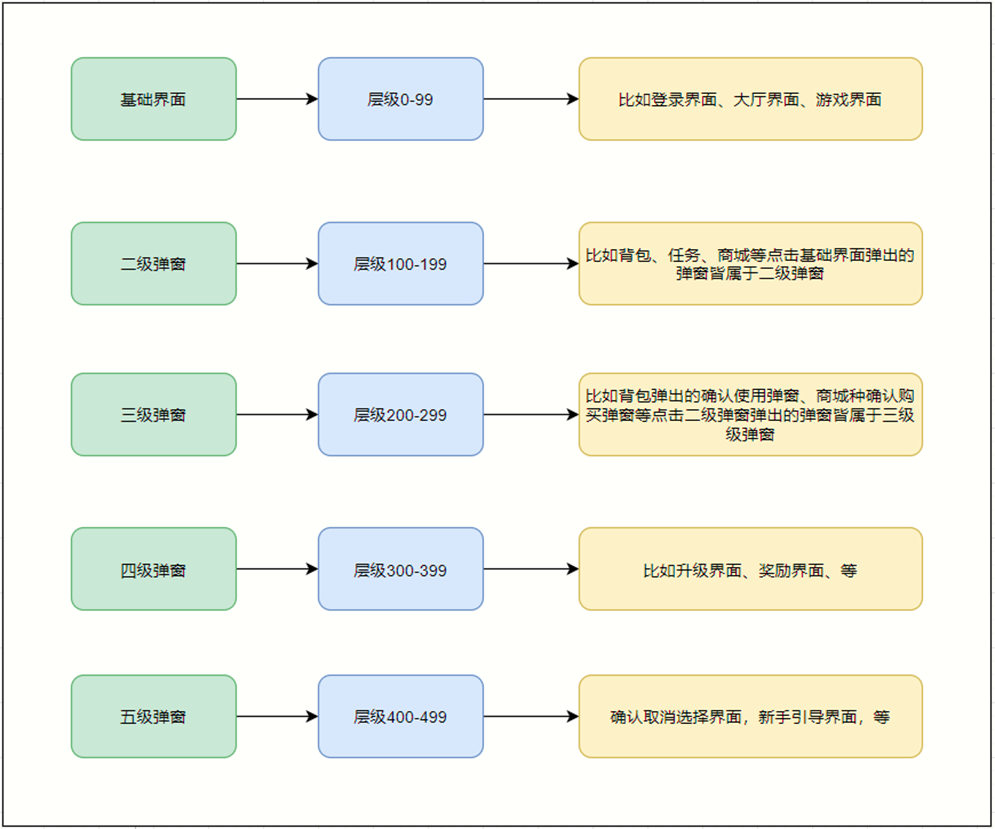 基础界面
层级0-99
比如登录界面、大厅界面、游戏界面
二级弹窗
层级100-199
比如背包、任务、商城等点击基础界面弹出的
弹窗皆属于二级弹窗
三级弹窗
层级200-299
比如背包弹出的确认使用弹窗、商城种确认购
买弹窗等点击二级弹窗弹出的弹窗皆属于三级
级弹窗
四级弹窗
层级300-399
比如升级界面、奖励界面、等
五级弹窗
层级400-499
确认取消选择界面，新手引导界面，等